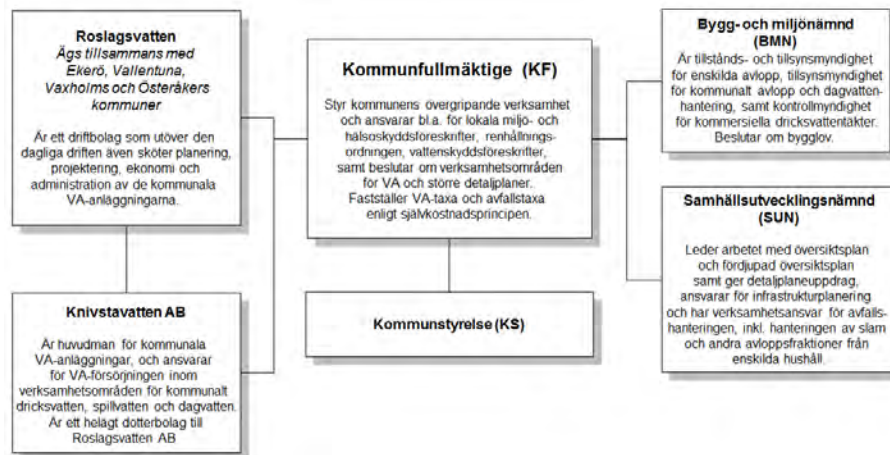 Roslagsvatten
Ägs tillsammans med
Ekerö, Vallentuna,
Vaxholms och Österåkers
kommuner
Är ett driftbolag som utöver den
dagliga driften även sköter planering,
projektering, ekonomi och
administration av de kommunala
VA-anläggningarna.
Knivstavatten AB
Är huvudman för kommunala
VA-anläggningar, och ansvarar
för VA-försörjningen inom
verksamhetsområden för kommunalt
dricksvatten, spillvatten och dagvatten.
Är ett helägt dotterbolag till
Roslagsvatten AB
Kommunfullmäktige (KF)
Styr kommunens övergripande verksamhet
och ansvarar bl.a. för lokala miljö- och
hälsoskyddsföreskrifter, renhållnings-
ordningen, vattenskyddsföreskrifter,
samt beslutar om verksamhetsområden
för VA och större detaljplaner.
Fastställer VA-taxa och avfallstaxa
enligt självkostnadsprincipen.
Kommunstyrelse (KS)
Bygg- och miljönämnd
(BMN)
Är tillstånds- och tillsynsmyndighet
för enskilda avlopp, tillsynsmyndighet
för kommunalt avlopp och dagvatten-
hantering, samt kontrollmyndighet
för kommersiella dricksvattentäkter.
Beslutar om bygglov.
Samhällsutvecklingsnämnd
(SUN)
Leder arbetet med översiktsplan
och fördjupad översiktsplan
samt ger detaljplaneuppdrag,
ansvarar för infrastrukturplanering
och har verksamhetsansvar för avfalls-
hanteringen, inkl. hanteringen av slam
och andra avloppsfraktioner från
enskilda hushåll.